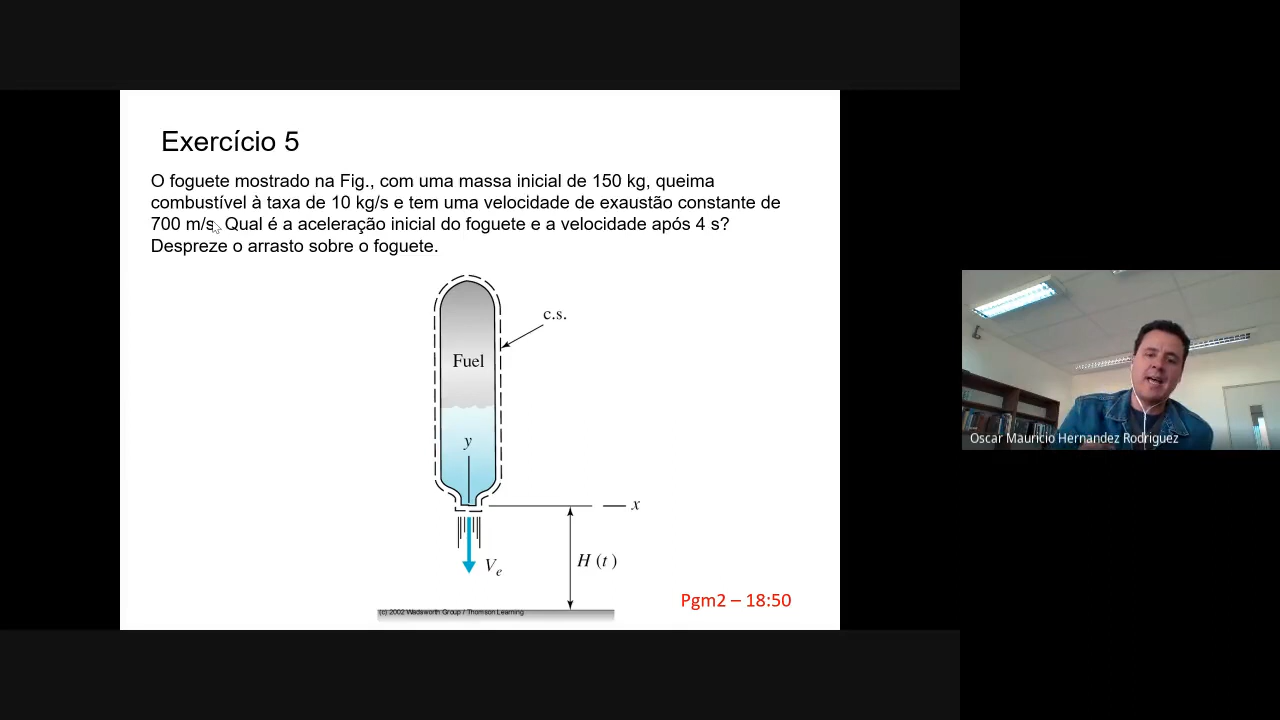 Exercício 5
O foguete mostrado na Fig., com uma massa inicial de 150 kg, queima
combustível à taxa de 10 kg/s e tem uma velocidade de exaustão constante de
700 m/s. Qual é a aceleração inicial do foguete e a velocidade após 4 s?
Despreze o arrasto sobre o foguete.
c.s.
Fuel
y
x
H (t )
Ve
Pgm2 – 18:50
(c) 2002 Wadsworth Group / Thomson Learning
Oscar Mauricio Hernandez Rodriguez